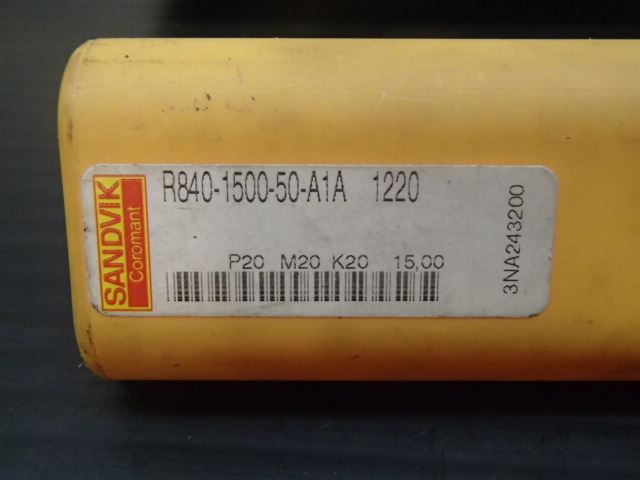 SANDVIK
Coromant
R840-1500-50-A1A 1220
P20 M20 K20 15,00
3NA243200